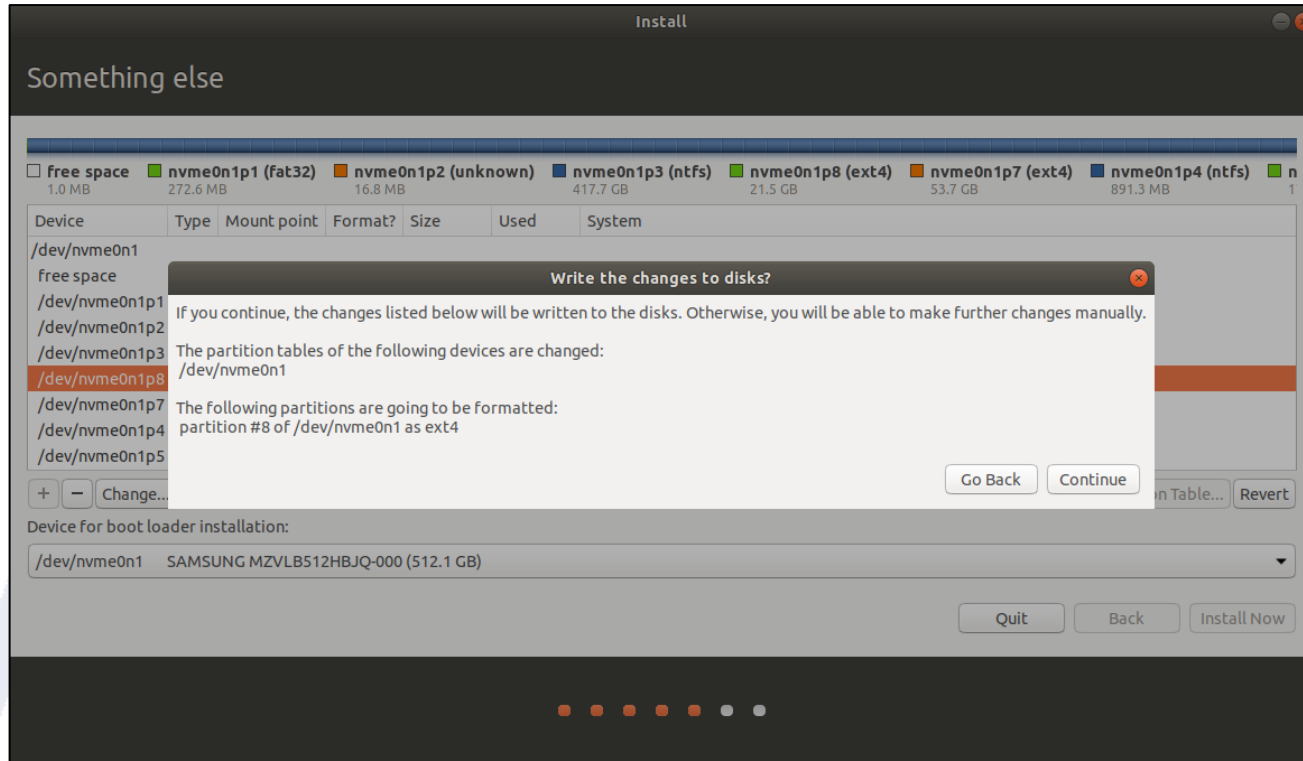 Install
Something else
free space nvme0n1p1 (fat32) nvme0n1p2 (unknown) nvme0n1p3 (ntfs) nvme0n1p8 (ext4) nvme0n1p7 (ext4) nvme0n1p4 (ntfs) n
1.0 MB 272.6 MB 16.8 MB 417.7 GB 21.5 GB 53.7 GB 891.3 MB 1
Device Type Mount point Format? Size Used System
/dev/nvme0n1
free space
Write the changes to disks?
/dev/nvme0n1p1
If you continue, the changes listed below will be written to the disks. Otherwise, you will be able to make further changes manually.
/dev/nvme0n1p2
/dev/nvme0n1p3
The partition tables of the following devices are changed:
/dev/nvme0n1
/dev/nvme0n1p8
/dev/nvme0n1p7
The following partitions are going to be formatted:
partition #8 of /dev/nvme0n1 as ext4
/dev/nvme0n1p4
/dev/nvme0n1p5
Go Back Continue
+ − Change... on Table... Revert
Device for boot loader installation:
/dev/nvme0n1 SAMSUNG MZVLB512HBJQ-000 (512.1 GB)
Quit Back Install Now